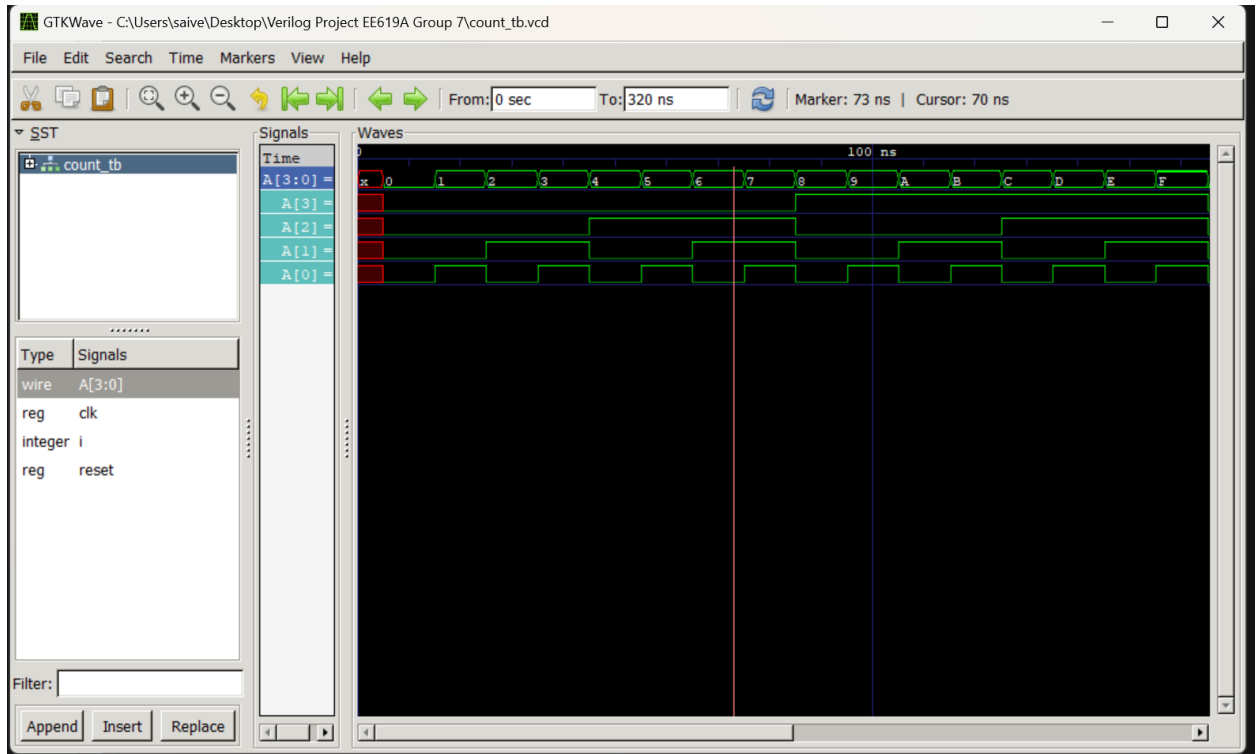 GTKWave - C:\Users\saive\Desktop\Verilog Project EE619A Group 7\count_tb.vcd
File Edit Search Time Markers View Help
From: 0 sec To: 320 ns Marker: 73 ns | Cursor: 70 ns
SST
count_tb
Type Signals
wire A[3:0]
reg clk
integer i
reg reset
Filter:
Append Insert Replace
Signals
Time
A[3:0] =
A[3] =
A[2] =
A[1] =
A[0] =
Waves
0 100 ns
x 0 1 2 3 4 5 6 7 8 9 A B C D E F